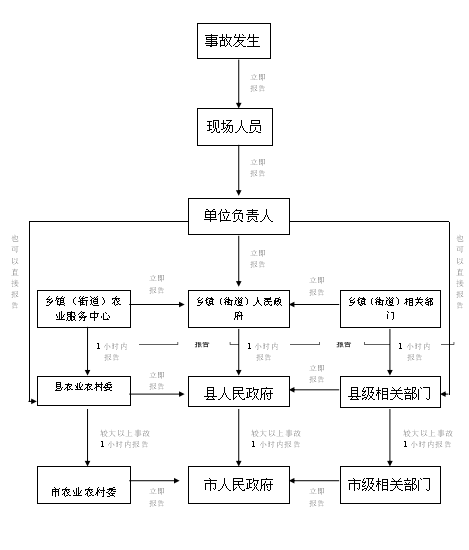 事故发生
立即
报告
现场人员
立即
报告
单位负责人
也
可
以
直
接
报
告
立即
报告
也
可
以
直
接
报
告
乡镇（街道）农
业服务中心
立即
报告
乡镇（街道）人民政
府
立即
报告
乡镇（街道）相关部
门
1 小时内
报告
报告
1 小时内
报告
报告
1 小时内
报告
县农业农村委
立即
报告
县人民政府
立即
报告
县级相关部门
较大以上事故
1 小时内报告
较大以上事故
1 小时内报告
较大以上事故
1 小时内报告
市农业农村委
立即
报告
市人民政府
立即
报告
市级相关部门